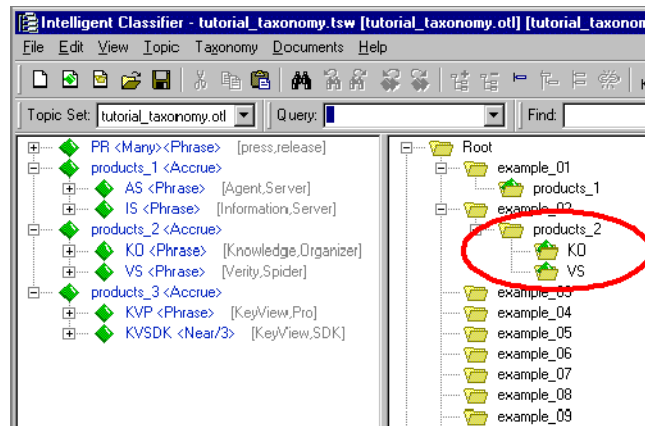 Intelligent Classifier - tutorial_taxonomy.tsw [tutorial_taxonomy.otl] [tutorial_taxonom
File Edit View Topic Taxonomy Documents Help
Topic Set: tutorial_taxonomy.otl Query: Find:
PR <Many><Phrase> [press,release]
products_1 <Accrue>
AS <Phrase> [Agent,Server]
IS <Phrase> [Information,Server]
products_2 <Accrue>
KO <Phrase> [Knowledge,Organizer]
VS <Phrase> [Verity,Spider]
products_3 <Accrue>
KVP <Phrase> [KeyView,Pro]
KVSDK <Near/3> [KeyView,SDK]
Root
example_01
products_1
example_02
products_2
KO
VS
example_03
example_04
example_05
example_06
example_07
example_08
example_09